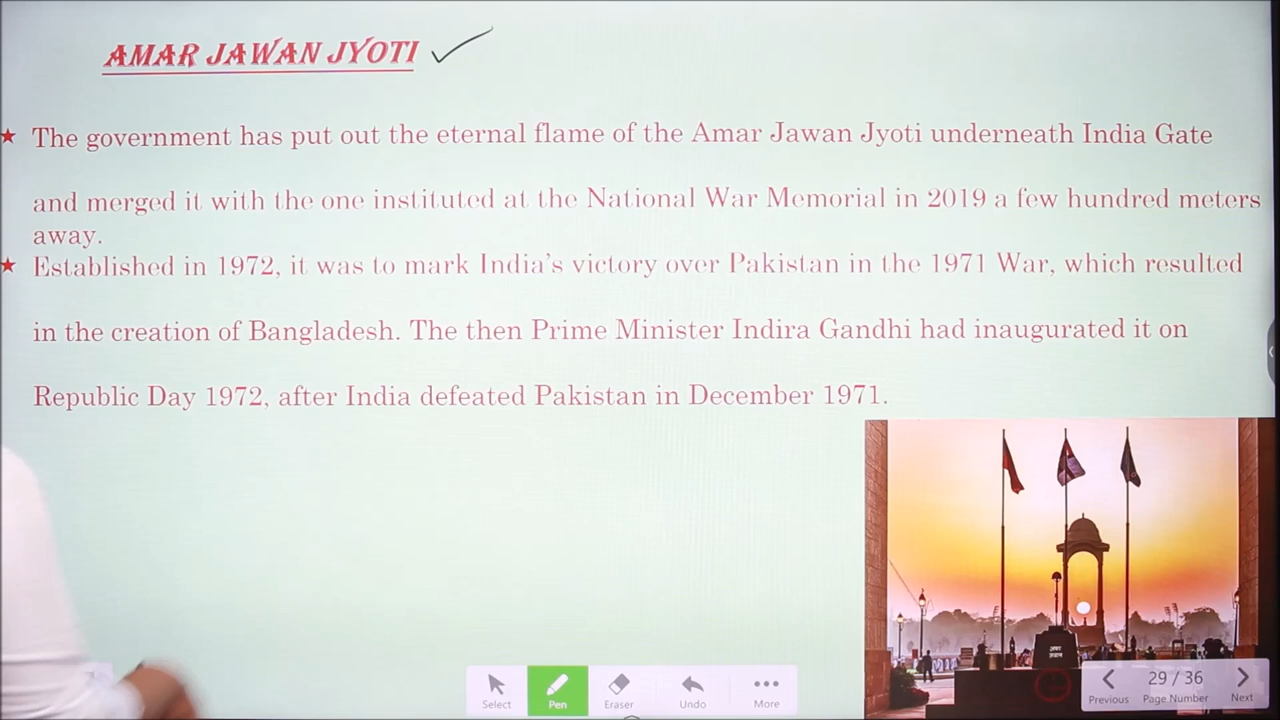 AMAR JAWAN JYOTI
The government has put out the eternal flame of the Amar Jawan Jyoti underneath India Gate
and merged it with the one instituted at the National War Memorial in 2019 a few hundred meters
away.
Established in 1972, it was to mark India's victory over Pakistan in the 1971 War, which resulted
in the creation of Bangladesh. The then Prime Minister Indira Gandhi had inaugurated it on
Republic Day 1972, after India defeated Pakistan in December 1971.
अमर
जवान
Select
Pen
Eraser
Undo
More
Previous
29 / 36
Page Number
Next